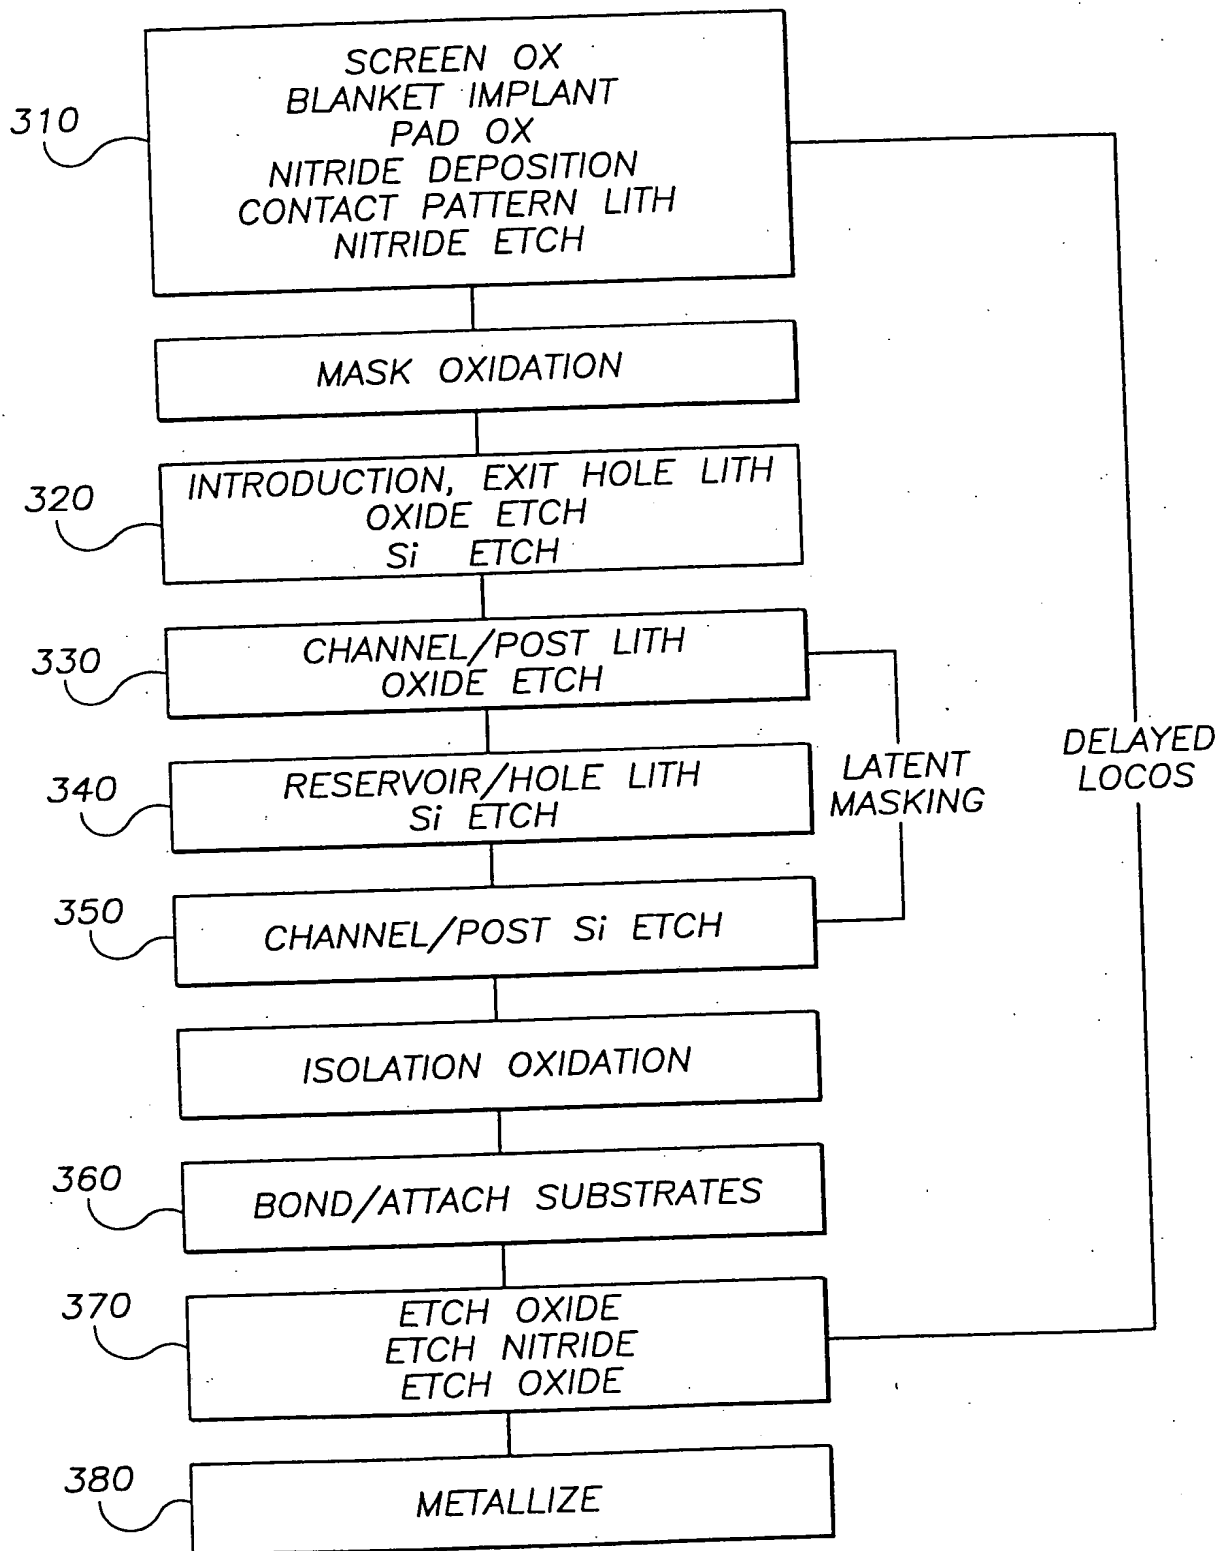 310
SCREEN OX
BLANKET IMPLANT
PAD OX
NITRIDE DEPOSITION
CONTACT PATTERN LITH
NITRIDE ETCH
MASK OXIDATION
320
INTRODUCTION, EXIT HOLE LITH
OXIDE ETCH
Si ETCH
330
CHANNEL/POST LITH
OXIDE ETCH
340
RESERVOIR/HOLE LITH
Si ETCH
LATENT
MASKING
DELAYED
LOCOS
350
CHANNEL/POST Si ETCH
ISOLATION OXIDATION
360
BOND/ATTACH SUBSTRATES
370
ETCH OXIDE
ETCH NITRIDE
ETCH OXIDE
380
METALLIZE